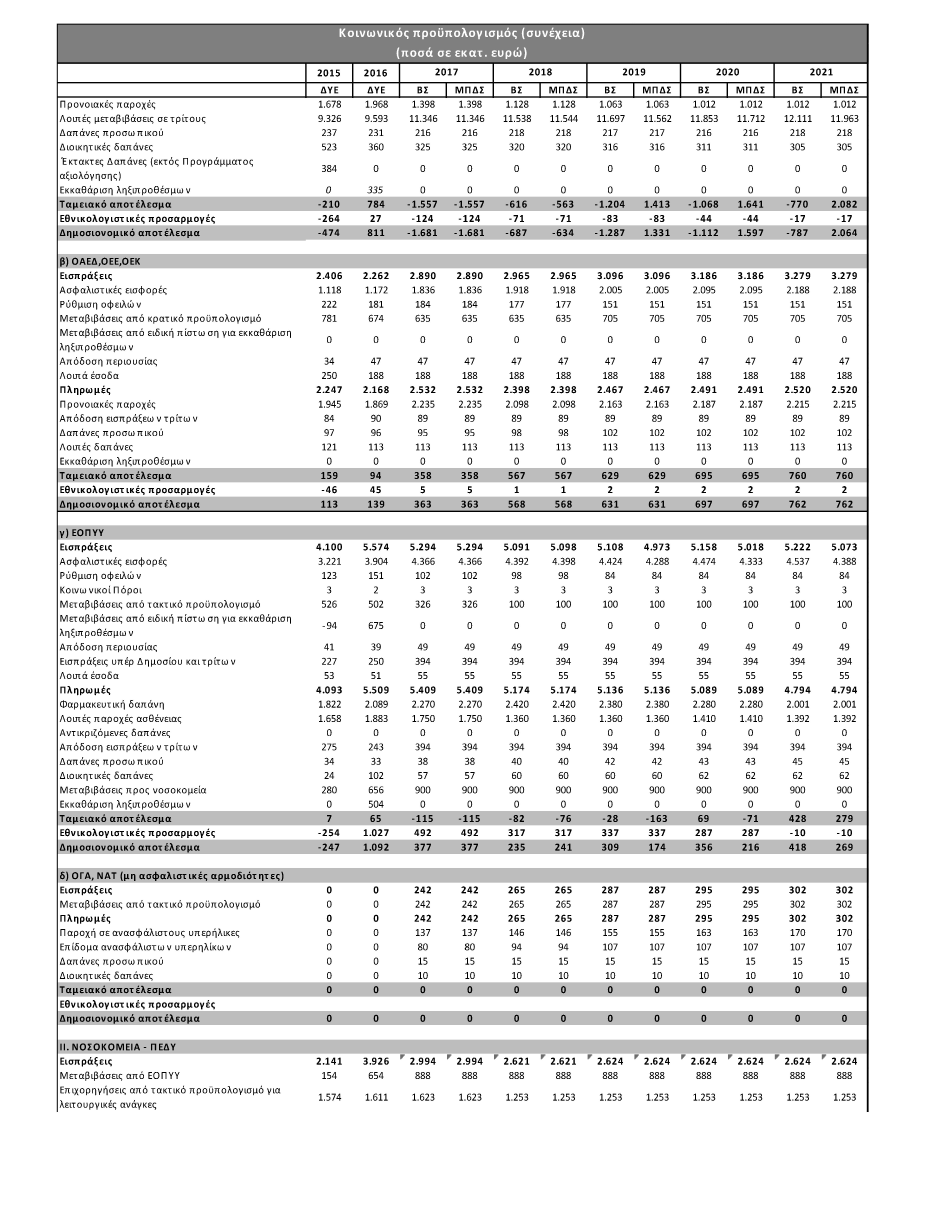 Κοινωνικός προϋπολογισμός (συνέχεια)
(ποσά σε εκατ. ευρώ)
2015 2016 2017 2018 2019 2020 2021
ΔΥΕ ΔΥΕ ΒΣ ΜΠΔΣ ΒΣ ΜΠΔΣ ΒΣ ΜΠΔΣ ΒΣ ΜΠΔΣ ΒΣ ΜΠΔΣ
Προνοιακές παροχές 1.678 1.968 1.398 1.398 1.128 1.128 1.063 1.063 1.012 1.012 1.012 1.012
Λοιπές μεταβιβάσεις σε τρίτους 9.326 9.593 11.346 11.346 11.538 11.544 11.697 11.562 11.853 11.712 12.111 11.963
Δαπάνες προσωπικού 237 231 216 216 218 218 217 217 216 216 218 218
Διοικητικές δαπάνες 523 360 325 325 320 320 316 316 311 311 305 305
Έκτακτες Δαπάνες (εκτός Προγράμματος
αξιολόγησης) 384 0 0 0 0 0 0 0 0 0 0 0
Εκκαθάριση ληξιπροθέσμων 0 335 0 0 0 0 0 0 0 0 0 0
Ταμειακό αποτέλεσμα -210 784 -1.557 -1.557 -616 -563 -1.204 1.413 -1.068 1.641 -770 2.082
Εθνικολογιστικές προσαρμογές -264 27 -124 -124 -71 -71 -83 -83 -44 -44 -17 -17
Δημοσιονομικό αποτέλεσμα -474 811 -1.681 -1.681 -687 -634 -1.287 1.331 -1.112 1.597 -787 2.064
β) ΟΑΕΔ,ΟΕΕ,ΟΕΚ
Εισπράξεις 2.406 2.262 2.890 2.890 2.965 2.965 3.096 3.096 3.186 3.186 3.279 3.279
Ασφαλιστικές εισφορές 1.118 1.172 1.836 1.836 1.918 1.918 2.005 2.005 2.095 2.095 2.188 2.188
Ρύθμιση οφειλών 222 181 184 184 177 177 151 151 151 151 151 151
Μεταβιβάσεις από κρατικό προϋπολογισμό 781 674 635 635 635 635 705 705 705 705 705 705
Μεταβιβάσεις από ειδική πίστωση για εκκαθάριση
ληξιπροθέσμων 0 0 0 0 0 0 0 0 0 0 0 0
Απόδοση περιουσίας 34 47 47 47 47 47 47 47 47 47 47 47
Λοιπά έσοδα 250 188 188 188 188 188 188 188 188 188 188 188
Πληρωμές 2.247 2.168 2.532 2.532 2.398 2.398 2.467 2.467 2.491 2.491 2.520 2.520
Προνοιακές παροχές 1.945 1.869 2.235 2.235 2.098 2.098 2.163 2.163 2.187 2.187 2.215 2.215
Απόδοση εισπράξεων τρίτων 84 90 89 89 89 89 89 89 89 89 89 89
Δαπάνες προσωπικού 97 96 95 95 98 98 102 102 102 102 102 102
Λοιπές δαπάνες 121 113 113 113 113 113 113 113 113 113 113 113
Εκκαθάριση ληξιπροθέσμων 0 0 0 0 0 0 0 0 0 0 0 0
Ταμειακό αποτέλεσμα 159 94 358 358 567 567 629 629 695 695 760 760
Εθνικολογιστικές προσαρμογές -46 45 5 5 1 1 2 2 2 2 2 2
Δημοσιονομικό αποτέλεσμα 113 139 363 363 568 568 631 631 697 697 762 762
γ) ΕΟΠΥΥ
Εισπράξεις 4.100 5.574 5.294 5.294 5.091 5.098 5.108 4.973 5.158 5.018 5.222 5.073
Ασφαλιστικές εισφορές 3.221 3.904 4.366 4.366 4.392 4.398 4.424 4.288 4.474 4.333 4.537 4.388
Ρύθμιση οφειλών 123 151 102 102 98 98 84 84 84 84 84 84
Κοινωνικοί Πόροι 3 2 3 3 3 3 3 3 3 3 3 3
Μεταβιβάσεις από τακτικό προϋπολογισμό 526 502 326 326 100 100 100 100 100 100 100 100
Μεταβιβάσεις από ειδική πίστωση για εκκαθάριση
ληξιπροθέσμων -94 675 0 0 0 0 0 0 0 0 0 0
Απόδοση περιουσίας 41 39 49 49 49 49 49 49 49 49 49 49
Εισπράξεις υπέρ Δημοσίου και τρίτων 227 250 394 394 394 394 394 394 394 394 394 394
Λοιπά έσοδα 53 51 55 55 55 55 55 55 55 55 55 55
Πληρωμές 4.093 5.509 5.409 5.409 5.174 5.174 5.136 5.136 5.089 5.089 4.794 4.794
Φαρμακευτική δαπάνη 1.822 2.089 2.270 2.270 2.420 2.420 2.380 2.380 2.280 2.280 2.001 2.001
Λοιπές παροχές ασθένειας 1.658 1.883 1.750 1.750 1.360 1.360 1.360 1.360 1.410 1.410 1.392 1.392
Αντικριζόμενες δαπάνες 0 0 0 0 0 0 0 0 0 0 0 0
Απόδοση εισπράξεων τρίτων 275 243 394 394 394 394 394 394 394 394 394 394
Δαπάνες προσωπικού 34 33 38 38 40 40 42 42 43 43 45 45
Διοικητικές δαπάνες 24 102 57 57 60 60 60 60 62 62 62 62
Μεταβιβάσεις προς νοσοκομεία 280 656 900 900 900 900 900 900 900 900 900 900
Εκκαθάριση ληξιπροθέσμων 0 504 0 0 0 0 0 0 0 0 0 0
Ταμειακό αποτέλεσμα 7 65 -115 -115 -82 -76 -28 -163 69 -71 428 279
Εθνικολογιστικές προσαρμογές -254 1.027 492 492 317 317 337 337 287 287 -10 -10
Δημοσιονομικό αποτέλεσμα -247 1.092 377 377 235 241 309 174 356 216 418 269
δ) ΟΓΑ, ΝΑΤ (μη ασφαλιστικές αρμοδιότητες)
Εισπράξεις 0 0 242 242 265 265 287 287 295 295 302 302
Μεταβιβάσεις από τακτικό προϋπολογισμό 0 0 242 242 265 265 287 287 295 295 302 302
Πληρωμές 0 0 242 242 265 265 287 287 295 295 302 302
Παροχή σε ανασφάλιστους υπερήλικες 0 0 137 137 146 146 155 155 163 163 170 170
Επίδομα ανασφάλιστων υπερηλίκων 0 0 80 80 94 94 107 107 107 107 107 107
Δαπάνες προσωπικού 0 0 15 15 15 15 15 15 15 15 15 15
Διοικητικές δαπάνες 0 0 10 10 10 10 10 10 10 10 10 10
Ταμειακό αποτέλεσμα 0 0 0 0 0 0 0 0 0 0 0 0
Εθνικολογιστικές προσαρμογές
Δημοσιονομικό αποτέλεσμα 0 0 0 0 0 0 0 0 0 0 0 0
ΙΙ. ΝΟΣΟΚΟΜΕΙΑ - ΠΕΔΥ
Εισπράξεις 2.141 3.926 2.994 2.994 2.621 2.621 2.624 2.624 2.624 2.624 2.624 2.624
Μεταβιβάσεις από ΕΟΠΥΥ 154 654 888 888 888 888 888 888 888 888 888 888
Επιχορηγήσεις από τακτικό προϋπολογισμό για
λειτουργικές ανάγκες 1.574 1.611 1.623 1.623 1.253 1.253 1.253 1.253 1.253 1.253 1.253 1.253